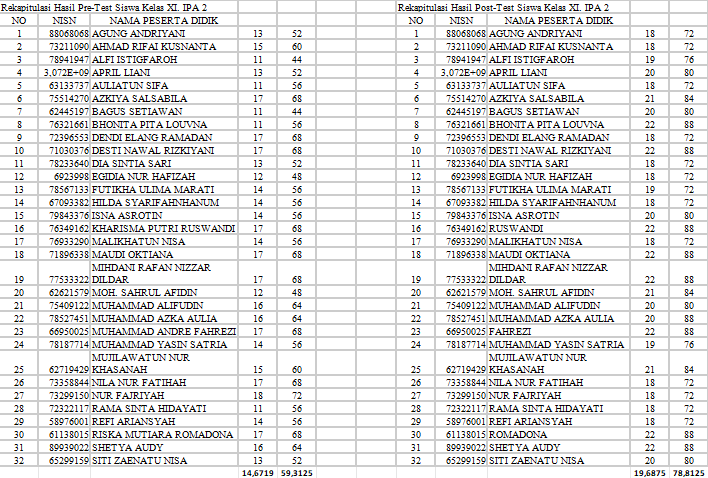 Rekapitulasi Hasil Pre-Test Siswa Kelas XI. IPA 2
NO NISN NAMA PESERTA DIDIK
1 88068068 AGUNG ANDRIYANI 13 52
2 73211090 AHMAD RIFAI KUSNANTA 15 60
3 78941947 ALFI ISTIGFAROH 11 44
4 3,072E+09 APRIL LIANI 13 52
5 63133737 AULIATUN SIFA 11 56
6 75514270 AZKIYA SALSABILA 17 68
7 62445197 BAGUS SETIAWAN 11 44
8 76321661 BHONITA PITA LOUVNA 11 56
9 72396553 DENDI ELANG RAMADAN 17 68
10 71030376 DESTI NAWAL RIZKIYANI 17 68
11 78233640 DIA SINTIA SARI 13 52
12 6923998 EGIDIA NUR HAFIZAH 12 48
13 78567133 FUTIKHA ULIMA MARATI 14 56
14 67093382 HILDA SYARIFAHNHANUM 14 56
15 79843376 ISNA ASROTIN 14 56
16 76349162 KHARISMA PUTRI RUSWANDI 17 68
17 76933290 MALIKHATUN NISA 14 56
18 71896338 MAUDI OKTIANA 17 68
MIHDANI RAFAN NIZZAR
19 77533322 DILDAR 17 68
20 62621579 MOH. SAHRUL AFIDIN 12 48
21 75409122 MUHAMMAD ALIFUDIN 16 64
22 78527451 MUHAMMAD AZKA AULIA 16 64
23 66950025 MUHAMMAD ANDRE FAHREZI 17 68
24 78187714 MUHAMMAD YASIN SATRIA 14 56
MUJILAWATUN NUR
25 62719429 KHASANAH 15 60
26 73358844 NILA NUR FATIHAH 17 68
27 73299150 NUR FAJRIYAH 18 72
28 72322117 RAMA SINTA HIDAYATI 11 56
29 58976001 REFI ARIANSYAH 14 56
30 61138015 RISKA MUTIARA ROMADONA 17 68
31 89939022 SHETYA AUDY 16 64
32 65299159 SITI ZAENATU NISA 13 52
14,6719 59,3125
Rekapitulasi Hasil Post-Test Siswa Kelas XI. IPA 2
NO NISN NAMA PESERTA DIDIK
1 88068068 AGUNG ANDRIYANI 18 72
2 73211090 AHMAD RIFAI KUSNANTA 18 72
3 78941947 ALFI ISTIGFAROH 19 76
4 3,072E+09 APRIL LIANI 20 80
5 63133737 AULIATUN SIFA 18 72
6 75514270 AZKIYA SALSABILA 21 84
7 62445197 BAGUS SETIAWAN 20 80
8 76321661 BHONITA PITA LOUVNA 22 88
9 72396553 DENDI ELANG RAMADAN 18 72
10 71030376 DESTI NAWAL RIZKIYANI 22 88
11 78233640 DIA SINTIA SARI 18 72
12 6923998 EGIDIA NUR HAFIZAH 18 72
13 78567133 FUTIKHA ULIMA MARATI 19 72
14 67093382 HILDA SYARIFAHNHANUM 18 72
15 79843376 ISNA ASROTIN 20 80
16 76349162 RUSWANDI 22 88
17 76933290 MALIKHATUN NISA 18 72
18 71896338 MAUDI OKTIANA 22 88
MIHDANI RAFAN NIZZAR
19 77533322 DILDAR 22 88
20 62621579 MOH. SAHRUL AFIDIN 21 84
21 75409122 MUHAMMAD ALIFUDIN 20 80
22 78527451 MUHAMMAD AZKA AULIA 20 88
23 66950025 FAHREZI 22 88
24 78187714 MUHAMMAD YASIN SATRIA 19 76
MUJILAWATUN NUR
25 62719429 KHASANAH 21 84
26 73358844 NILA NUR FATIHAH 18 72
27 73299150 NUR FAJRIYAH 18 72
28 72322117 RAMA SINTA HIDAYATI 18 72
29 58976001 REFI ARIANSYAH 18 72
30 61138015 ROMADONA 22 88
31 89939022 SHETYA AUDY 22 88
32 65299159 SITI ZAENATU NISA 20 80
19,6875 78,8125